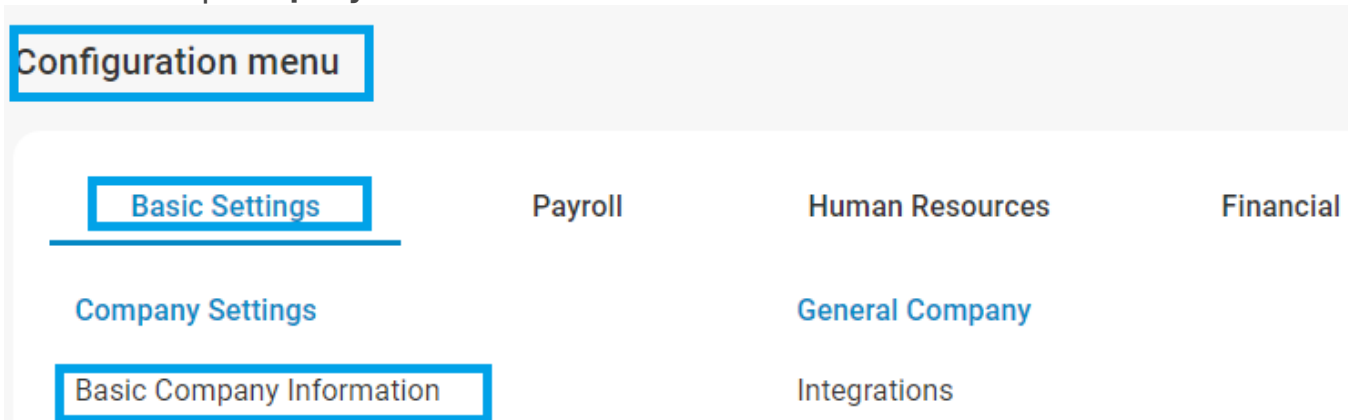 Configuration menu
Basic Settings Payroll Human Resources Financial
Company Settings General Company
Basic Company Information Integrations